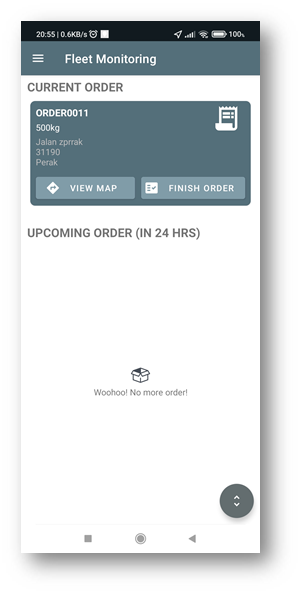 20:55 | 0.6KB/s
100%
Fleet Monitoring
CURRENT ORDER
ORDER0011
500kg
Jalan zprrak
31190
Perak
VIEW MAP
FINISH ORDER
UPCOMING ORDER (IN 24 HRS)
Woohoo! No more order!